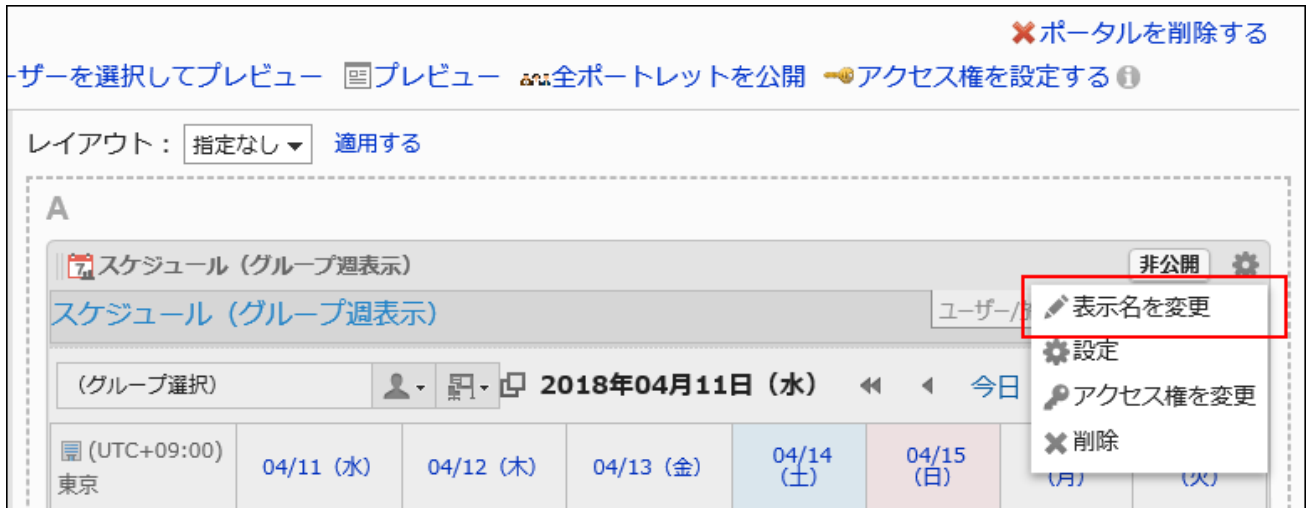 ポータルを削除する
ーザーを選択してプレビュー プレビュー 全ポートレットを公開 アクセス権を設定する
レイアウト： 指定なし 適用する
A
スケジュール（グループ週表示） 非公開
スケジュール（グループ週表示） ユーザー/
表示名を変更
設定
アクセス権を変更
削除
（グループ選択） 2018年04月11日（水） 今日
(UTC+09:00)
東京
04/11（水） 04/12（木） 04/13（金） 04/14
（土）
04/15
（日）
（月） （火）